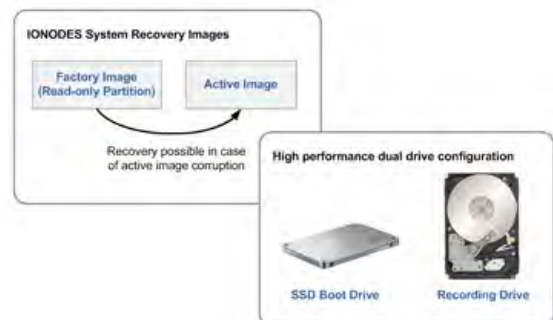 IONODES System Recovery Images
Factory Image
(Read-only Partition)
Active Image
Recovery possible in case
of active image corruption
High performance dual drive configuration
SSD Boot Drive
Recording Drive